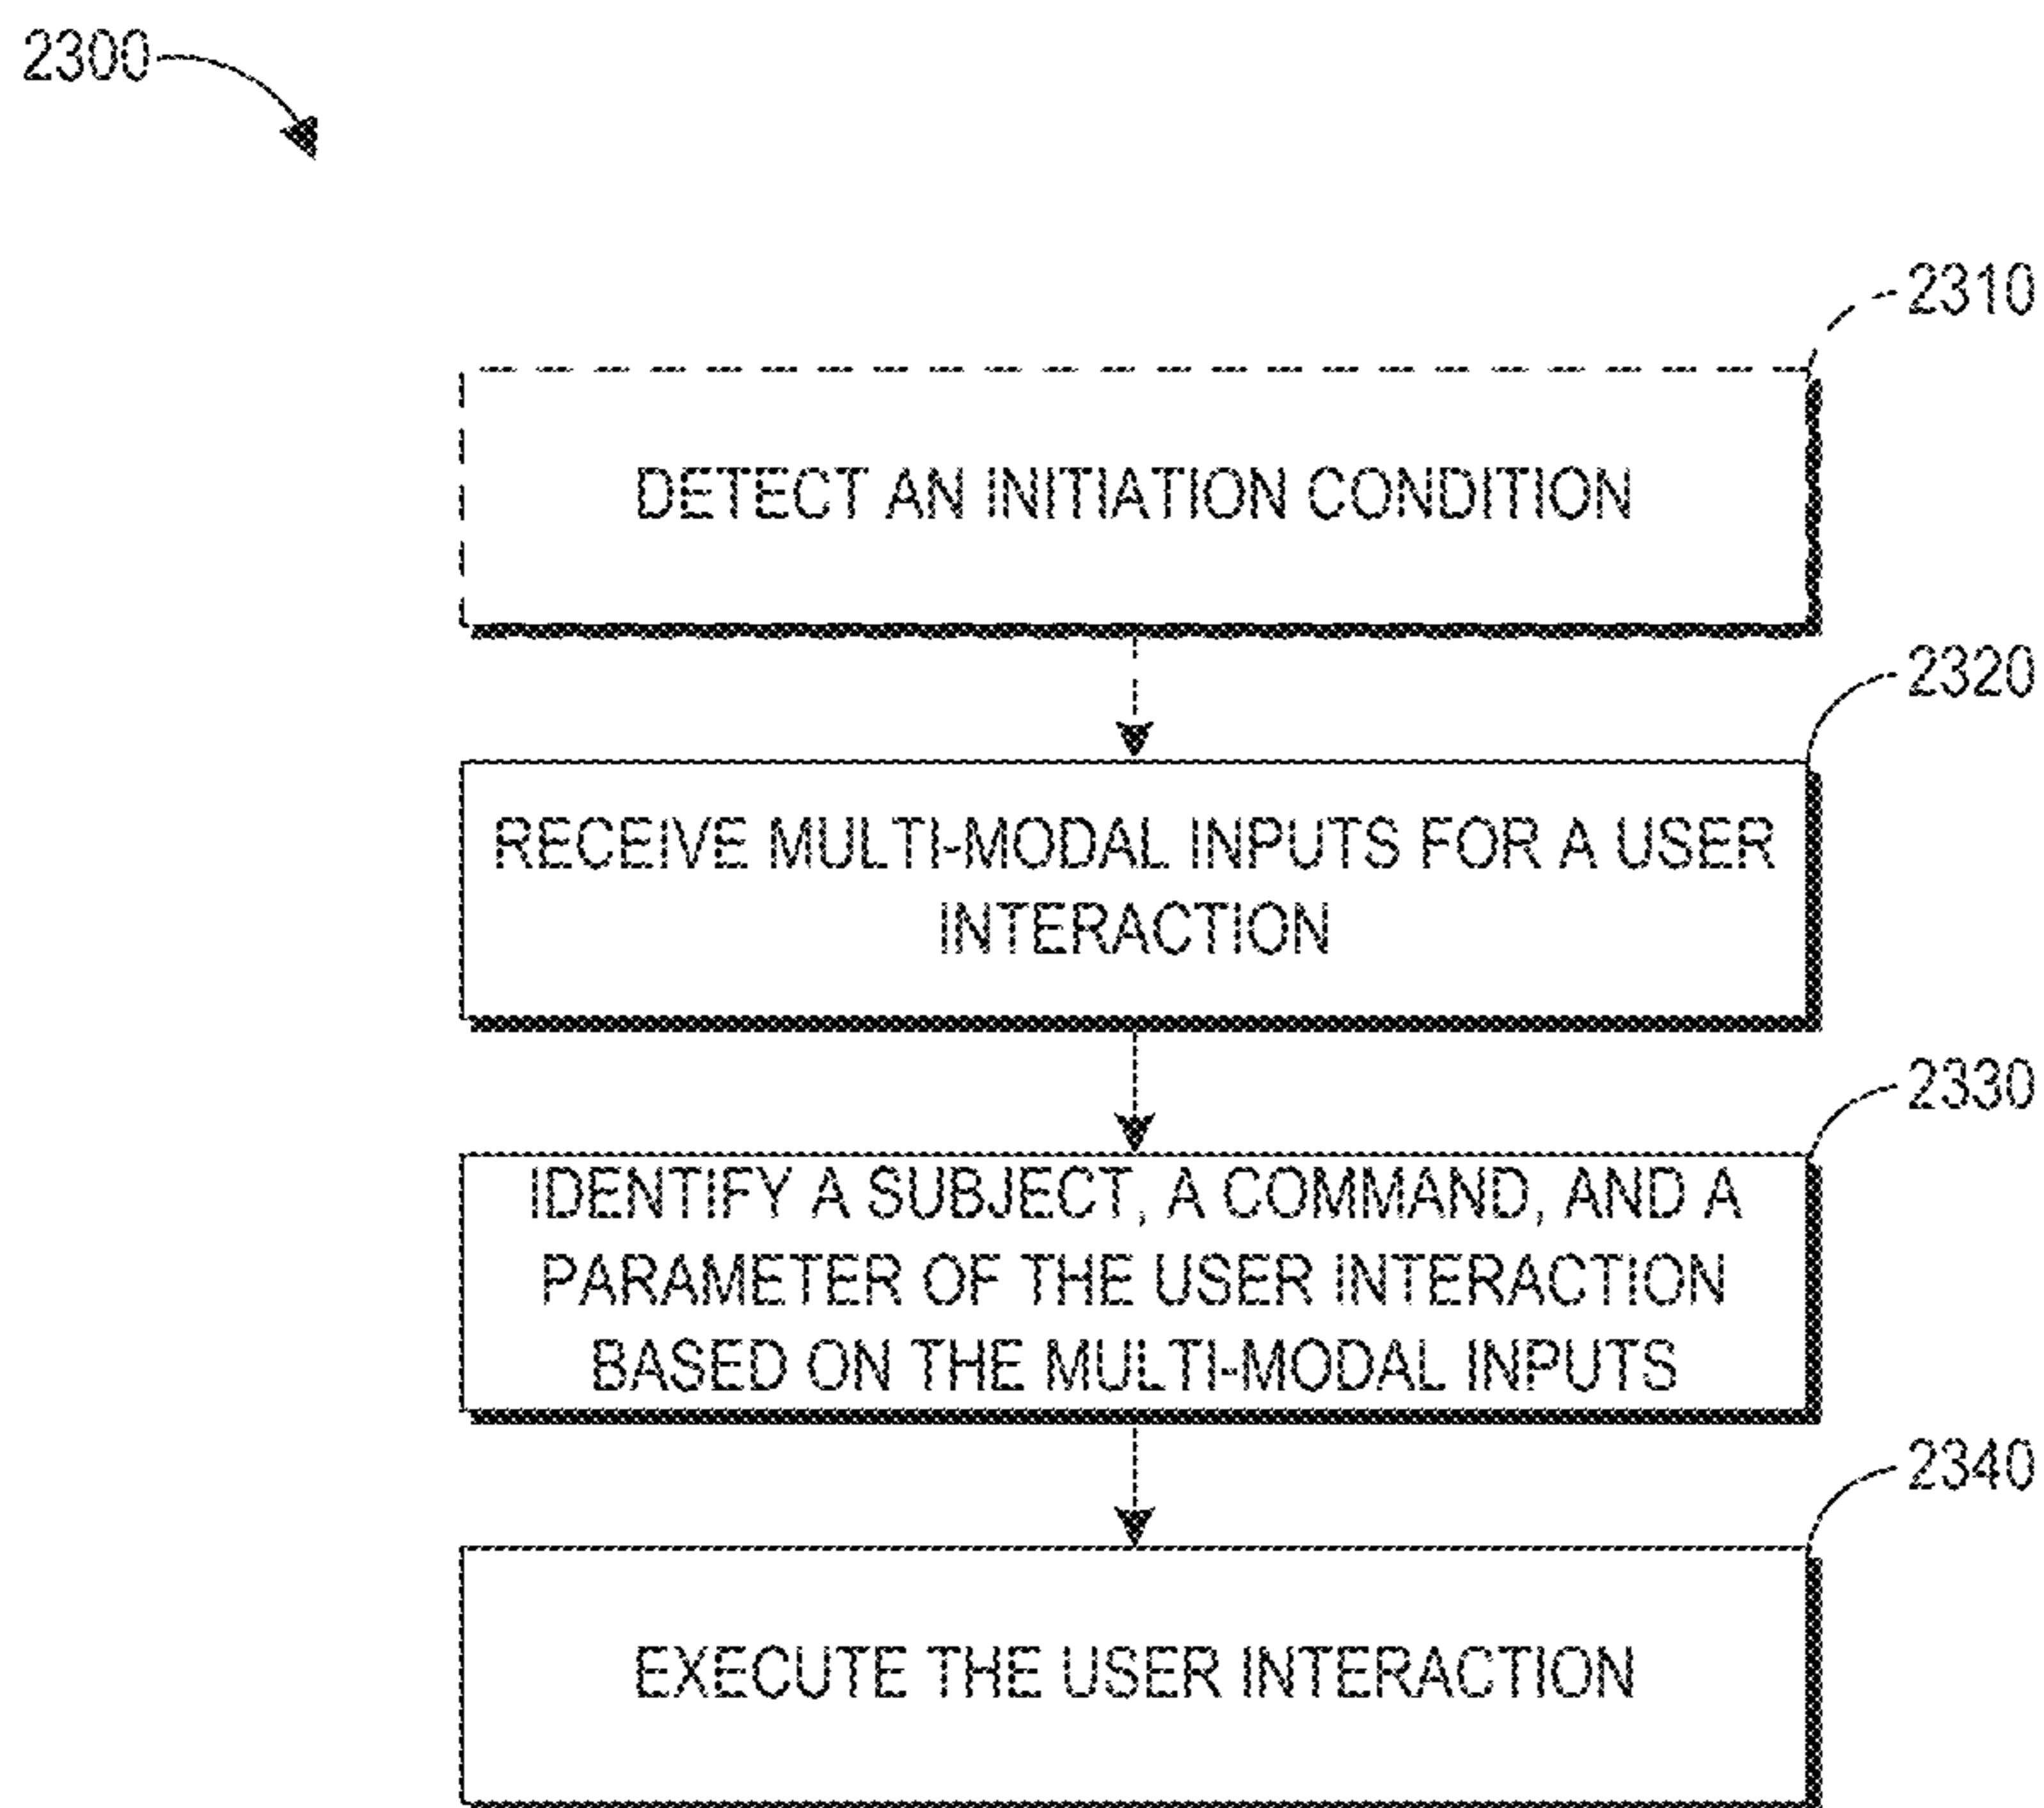 2300
2310
DETECT AN INITIATION CONDITION
2320
RECEIVE MULTI-MODAL INPUTS FOR A USER
INTERACTION
2330
IDENTIFY A SUBJECT, A COMMAND, AND A
PARAMETER OF THE USER INTERACTION
BASED ON THE MULTI-MODAL INPUTS
2340
EXECUTE THE USER INTERACTION